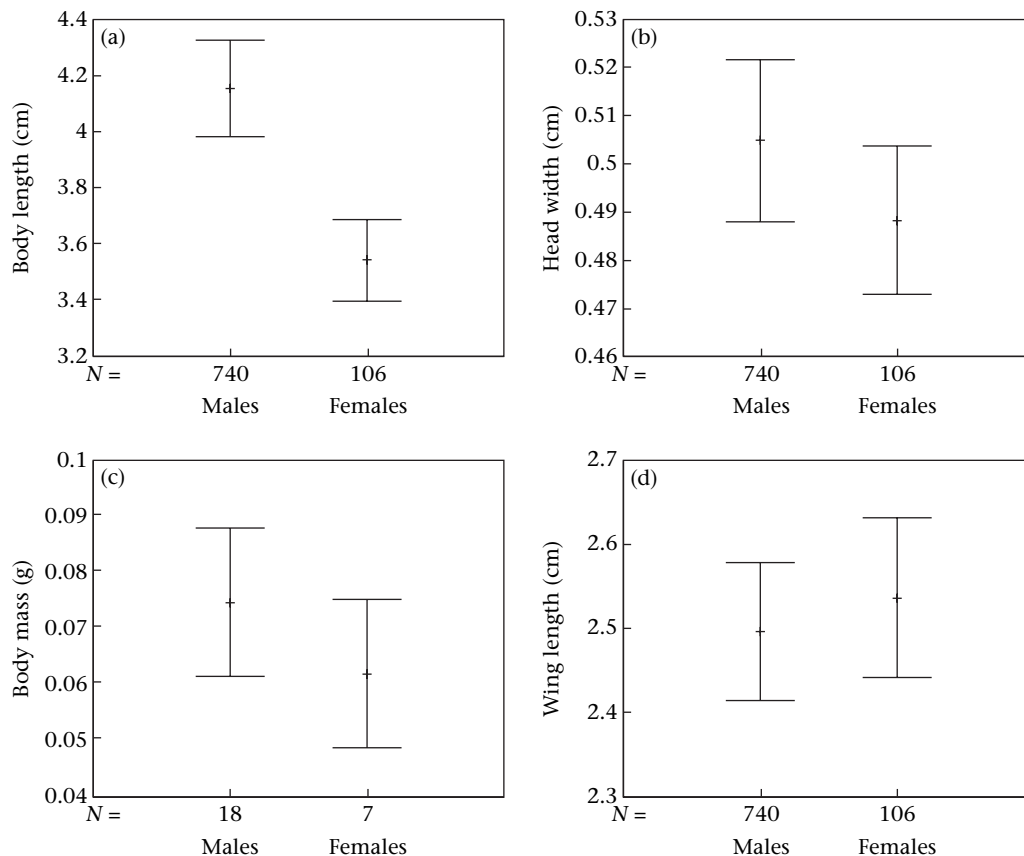 (a)
Body length (cm)
4.4
4.2
4
3.8
3.6
3.4
3.2
N = 740 106
Males Females
(b)
Head width (cm)
0.53
0.52
0.51
0.5
0.49
0.48
0.47
0.46
N = 740 106
Males Females
(c)
Body mass (g)
0.1
0.09
0.08
0.07
0.06
0.05
0.04
N = 18 7
Males Females
(d)
Wing length (cm)
2.7
2.6
2.5
2.4
2.3
N = 740 106
Males Females